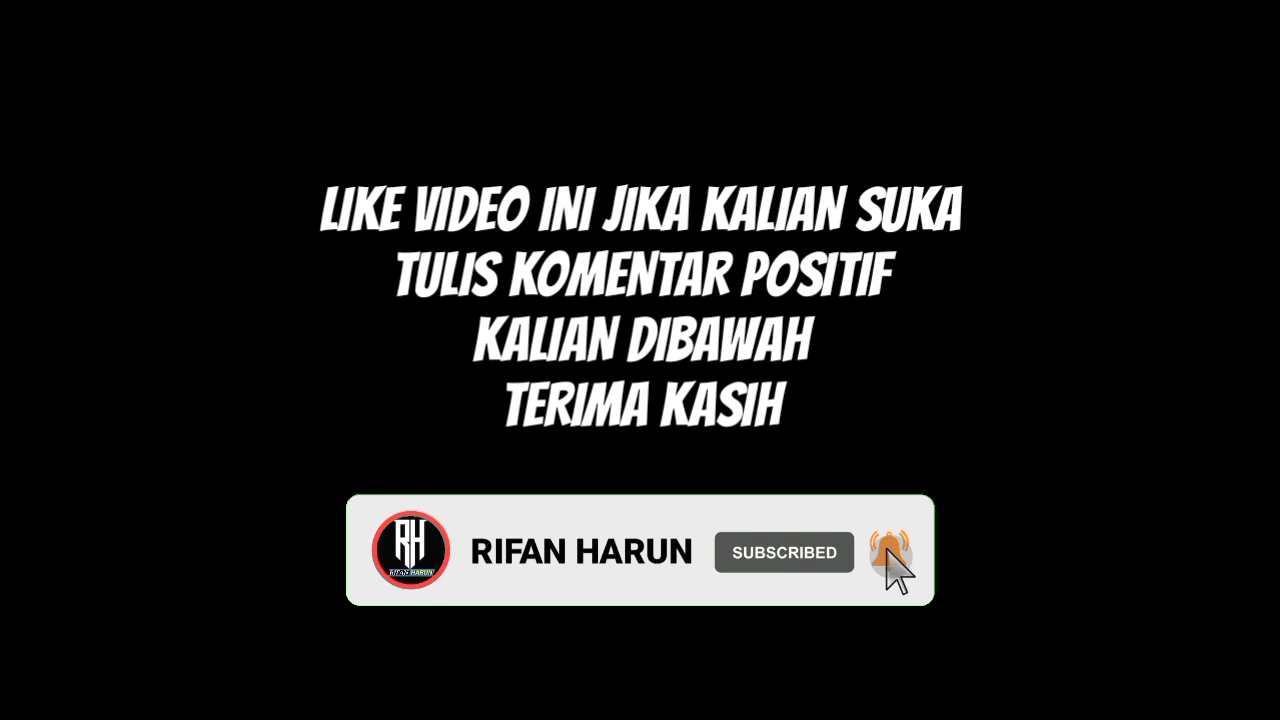 LIKE VIDEO INI JIKA KALIAN SUKA
TULIS KOMENTAR POSITIF
KALIAN DIBAWAH
TERIMA KASIH
RH
RIFAN HARUN
RIFAN HARUN
SUBSCRIBED